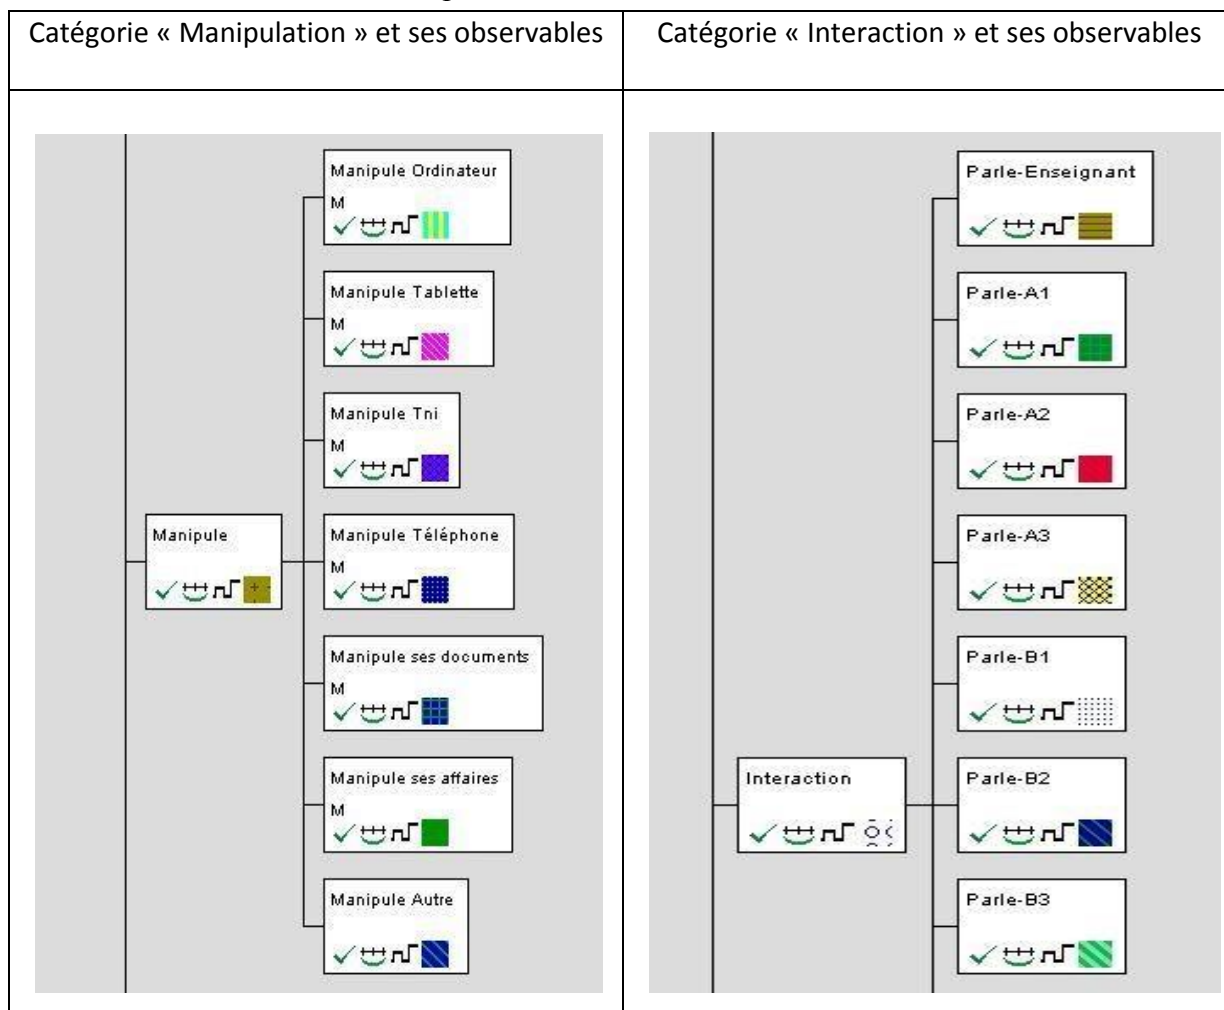 Catégorie « Manipulation » et ses observables
Catégorie « Interaction » et ses observables
Manipule Ordinateur
M
Manipule Tablette
M
Manipule Tni
M
Manipule
Manipule Téléphone
M
Manipule ses documents
M
Manipule ses affaires
M
Manipule Autre
Parle-Enseignant
Parle-A1
Parle-A2
Parle-A3
Parle-B1
Interaction
Parle-B2
Parle-B3